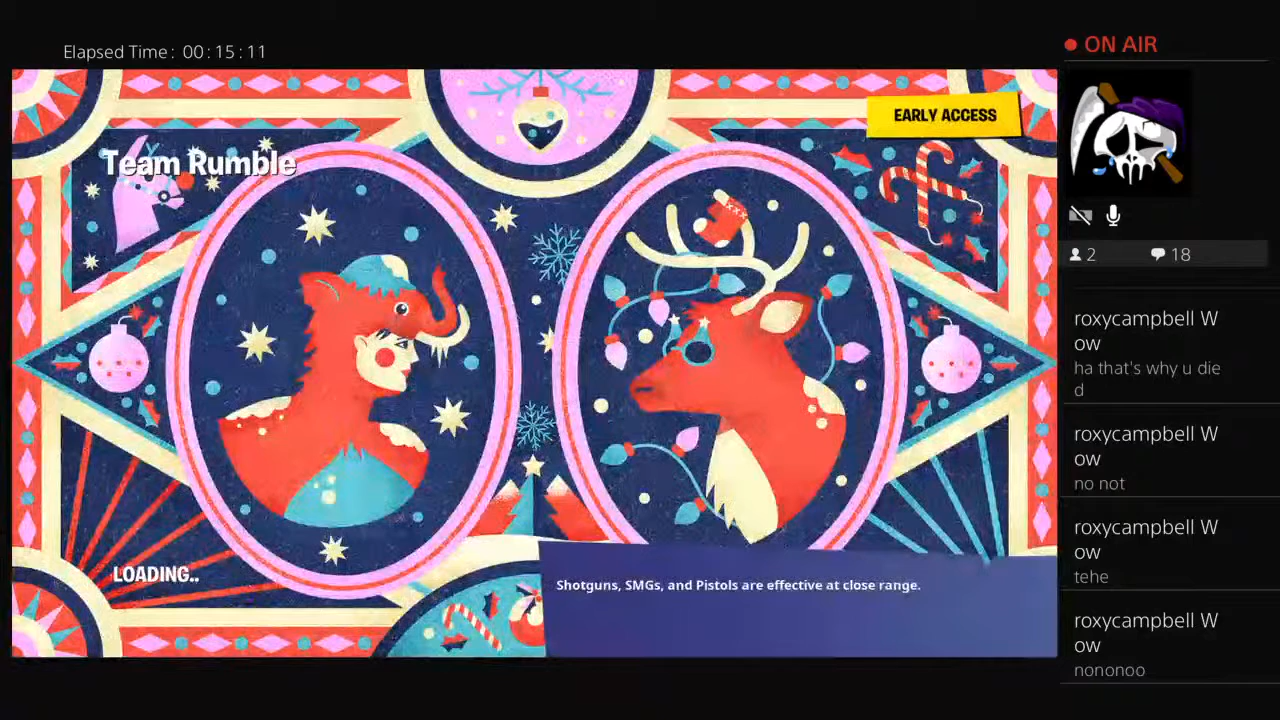 Elapsed Time: 00:15:11
ON AIR
EARLY ACCESS
Team Rumble
2
18
roxycampbell W
ow
ha that's why u die
d
roxycampbell W
ow
no not
roxycampbell W
ow
tehe
roxycampbell W
ow
nononoo
LOADING..
Shotguns, SMGs, and Pistols are effective at close range.